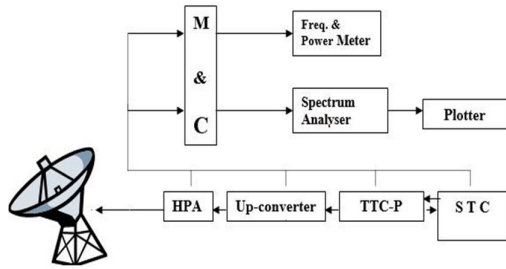 M
&
C
Freq. &
Power Meter
Spectrum
Analyser
Plotter
HPA
Up-converter
TTC-P
S T C